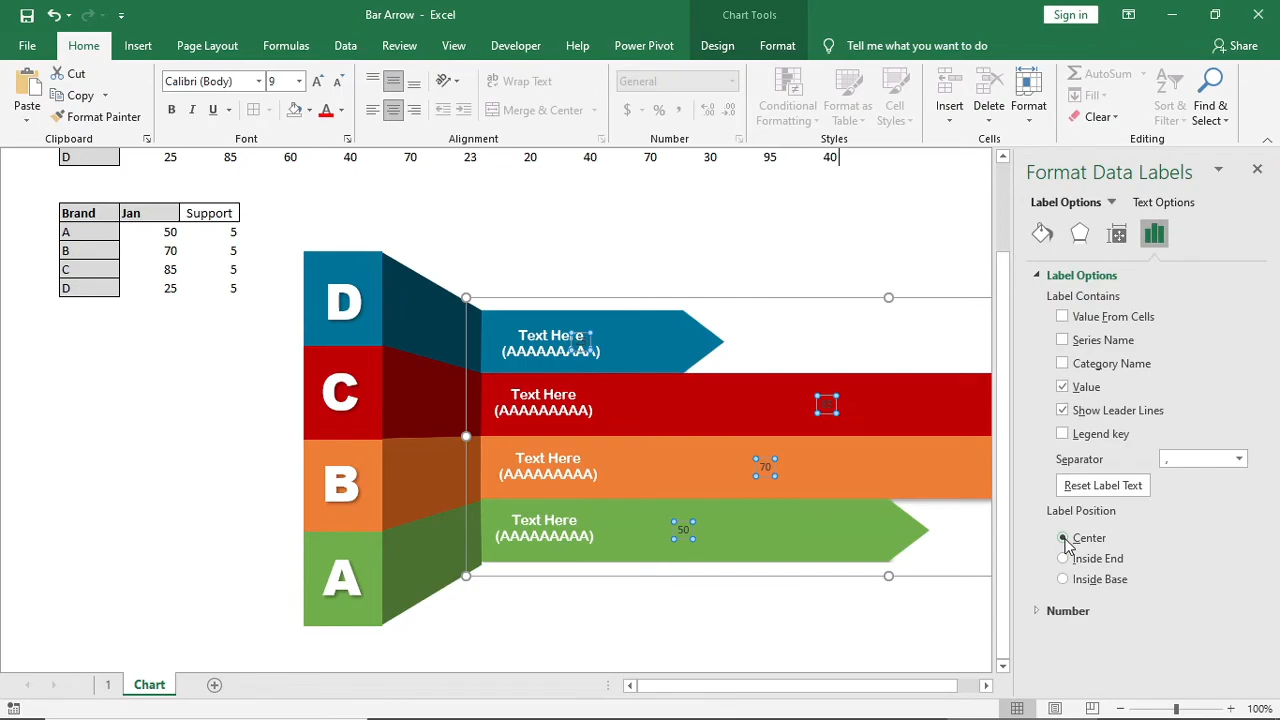 Bar Arrow - Excel
Chart Tools
Sign in
File Home Insert Page Layout Formulas Data Review View Developer Help Power Pivot Design Format Tell me what you want to do Share
Paste
Cut
Copy
Format Painter
Clipboard
Calibri (Body) 9
B I U
Font
Wrap Text
Merge & Center
Alignment
General
$ % ,
Number
Conditional Formatting
Format as Table
Cell Styles
Styles
Insert Delete Format
Cells
AutoSum
Fill
Clear
Sort & Filter
Find & Select
Editing
D 25 85 60 40 70 23 20 40 70 30 95 40
Brand Jan Support
A 50 5
B 70 5
C 85 5
D 25 5
D
Text Here
(AAAAAAAAA)
C
Text Here
(AAAAAAAAA)
B
Text Here
(AAAAAAAAA)
70
A
Text Here
(AAAAAAAAA)
50
Format Data Labels
Label Options Text Options
Label Options
Label Contains
Value From Cells
Series Name
Category Name
Value
Show Leader Lines
Legend key
Separator ,
Reset Label Text
Label Position
Center
Inside End
Inside Base
Number
1 Chart
100%